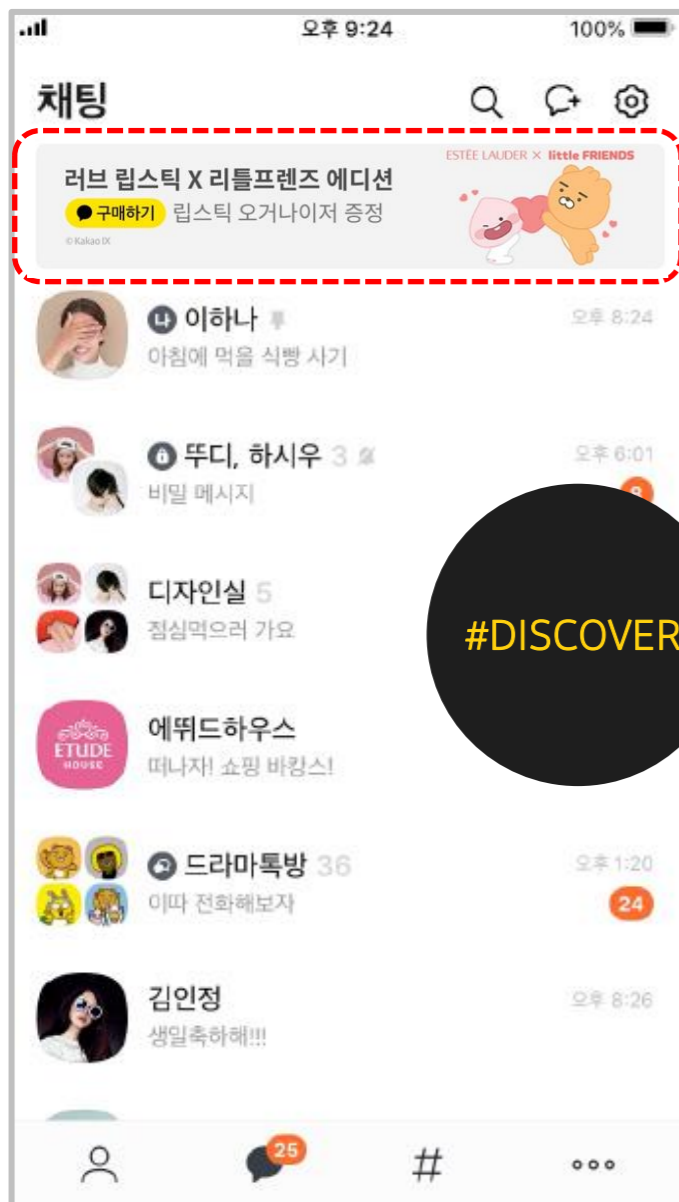 오후 9:24
100%
채팅
ESTĒE LAUDER × little FRIENDS
러브 립스틱 X 리틀프렌즈 에디션
구매하기 립스틱 오거나이저 증정
© Kakao IX
나 이하나
오후 8:24
아침에 먹을 식빵 사기
뚜디, 하시우 3
오후 6:01
비밀 메시지
디자인실 5
점심먹으러 가요
#DISCOVER
ETUDE
HOUSE
에뛰드하우스
떠나자! 쇼핑 바캉스!
드라마톡방 36
오후 1:20
이따 전화해보자
24
김인정
오후 8:26
생일축하해!!!
25
#